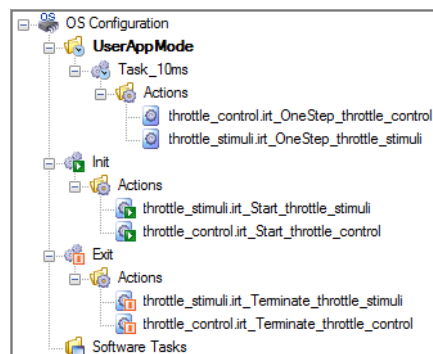 OS
OS Configuration
UserAppMode
Task_10ms
Actions
throttle_control.irt_OneStep_throttle_control
throttle_stimuli.irt_OneStep_throttle_stimuli
Init
Actions
throttle_stimuli.irt_Start_throttle_stimuli
throttle_control.irt_Start_throttle_control
Exit
Actions
throttle_stimuli.irt_Terminate_throttle_stimuli
throttle_control.irt_Terminate_throttle_control
Software Tasks